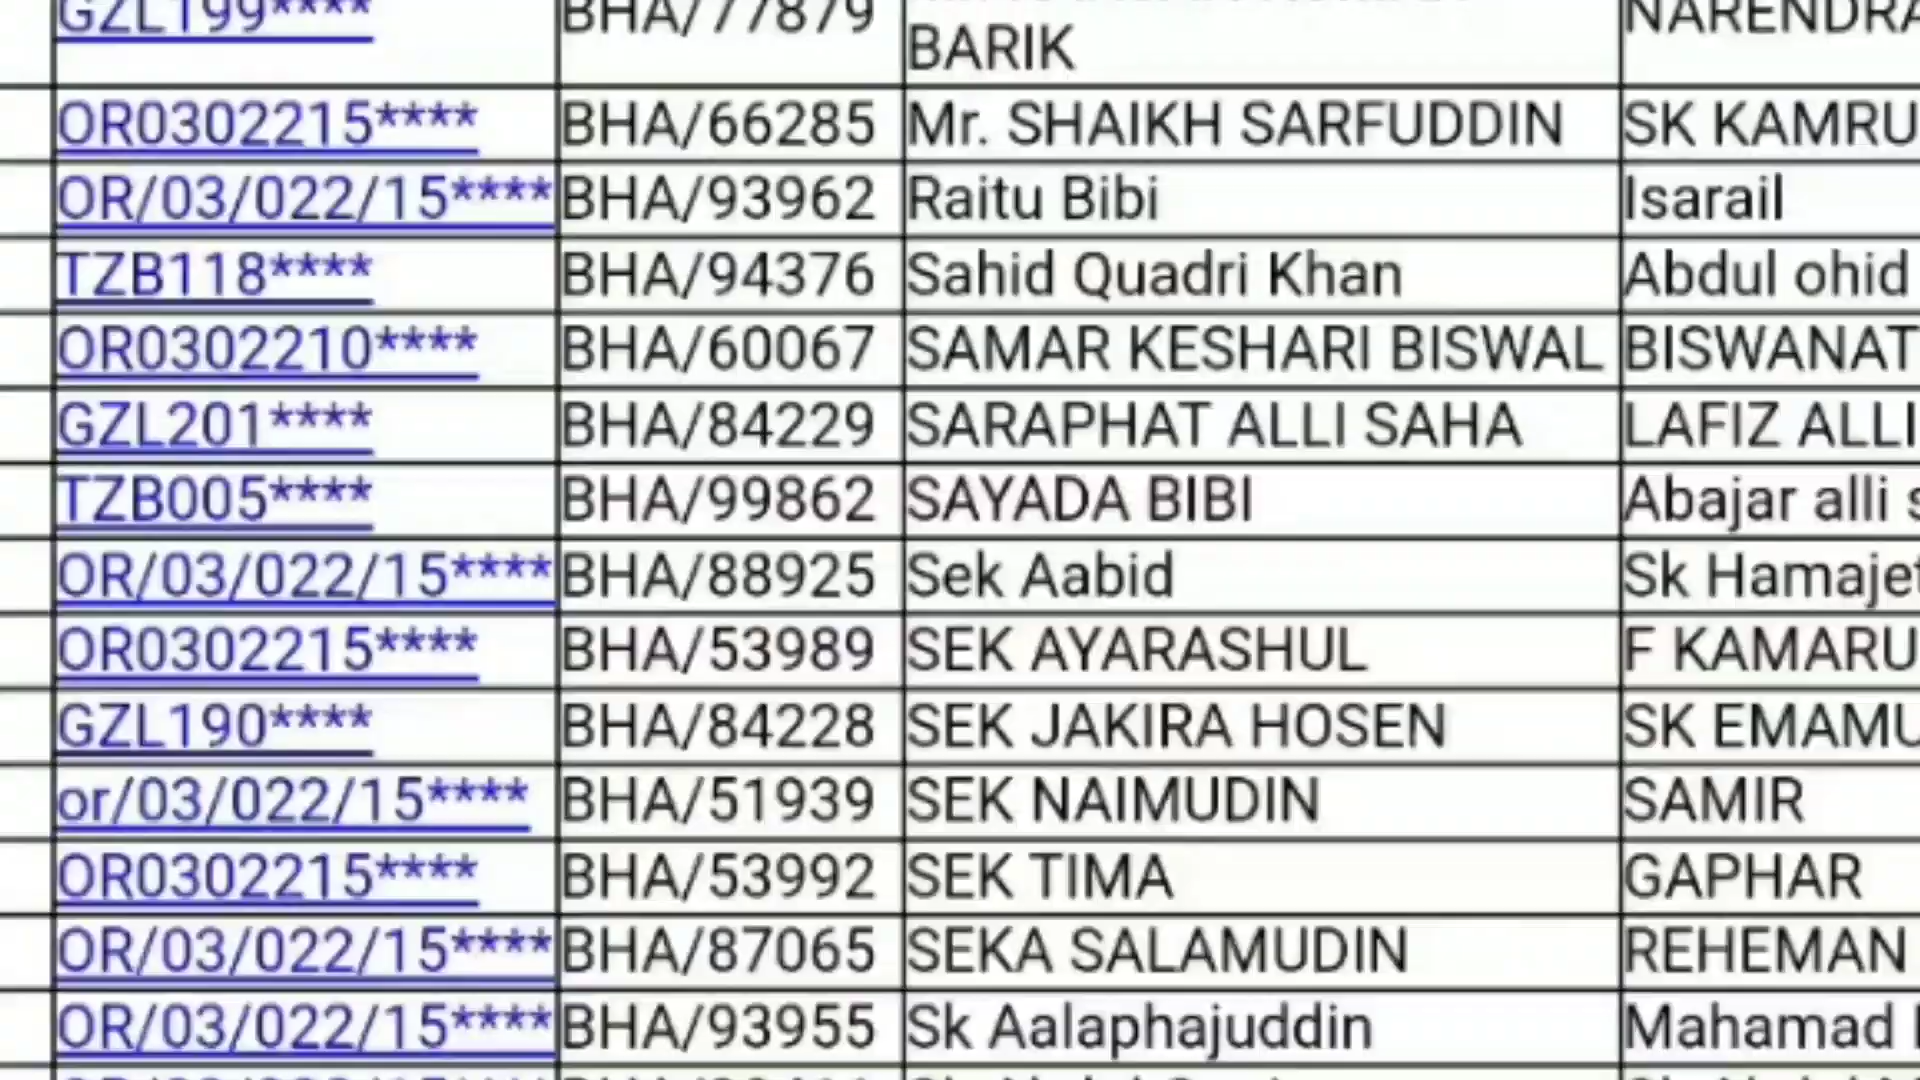 GZL199**** BHA/77879 NARENDRA
BARIK
OR0302215**** BHA/66285 Mr. SHAIKH SARFUDDIN SK KAMRU
OR/03/022/15**** BHA/93962 Raitu Bibi Isarail
TZB118**** BHA/94376 Sahid Quadri Khan Abdul ohid
OR0302210**** BHA/60067 SAMAR KESHARI BISWAL BISWANAT
GZL201**** BHA/84229 SARAPHAT ALLI SAHA LAFIZ ALLI
TZB005**** BHA/99862 SAYADA BIBI Abajar alli s
OR/03/022/15**** BHA/88925 Sek Aabid Sk Hamajet
OR0302215**** BHA/53989 SEK AYARASHUL F KAMARU
GZL190**** BHA/84228 SEK JAKIRA HOSEN SK EMAMU
or/03/022/15**** BHA/51939 SEK NAIMUDIN SAMIR
OR0302215**** BHA/53992 SEK TIMA GAPHAR
OR/03/022/15**** BHA/87065 SEKA SALAMUDIN REHEMAN
OR/03/022/15**** BHA/93955 Sk Aalaphajuddin Mahamad